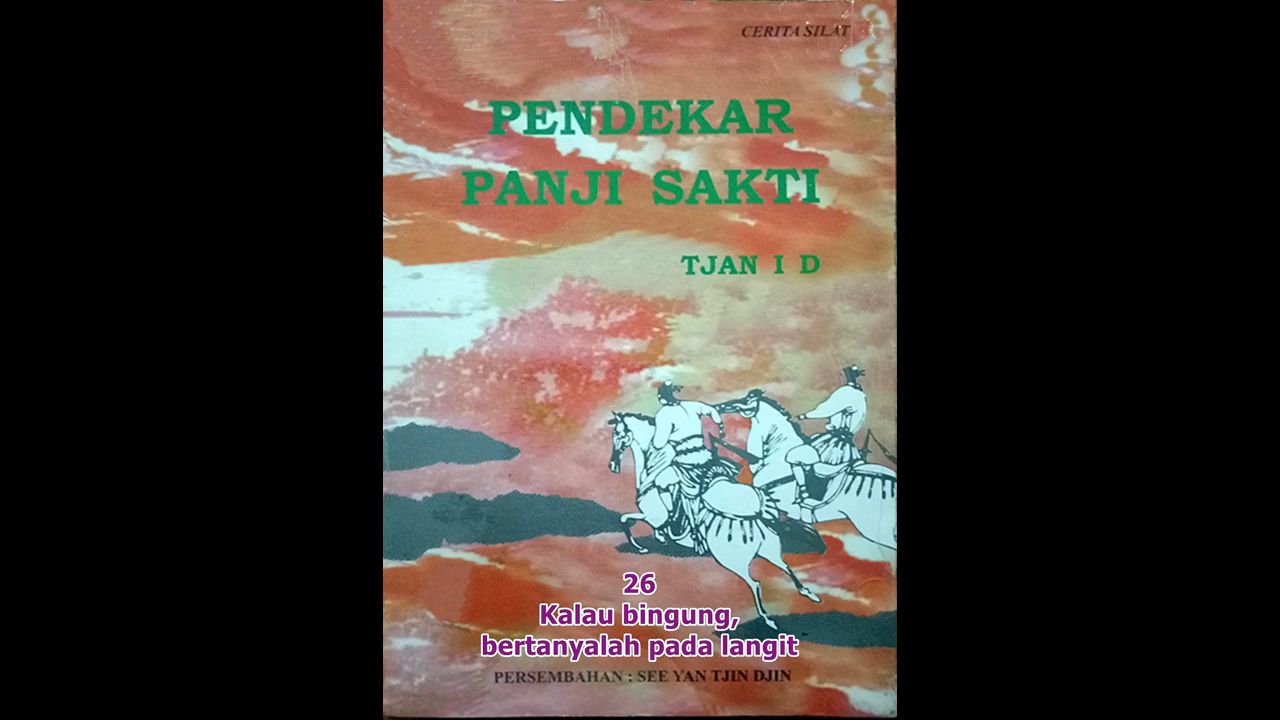 CERITA SILAT
PENDEKAR
PANJI SAKTI
TJAN I D
26
Kalau bingung,
bertanyalah pada langit
PERSEMBAHAN : SEE YAN TJIN DJIN